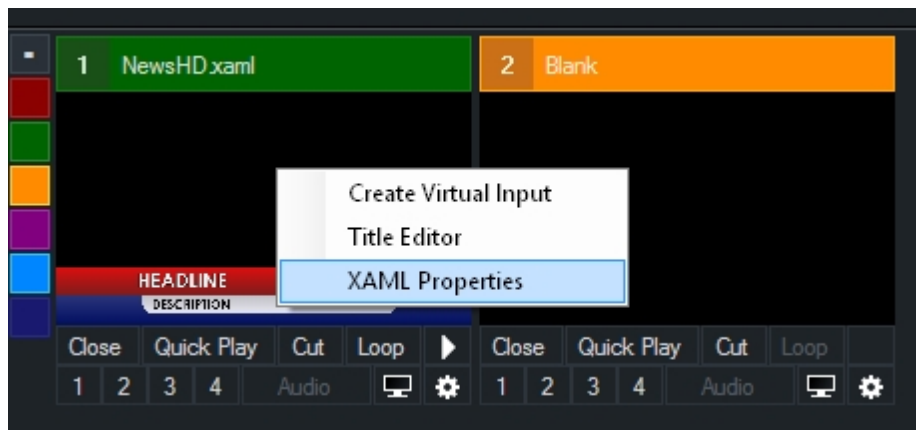 1 NewsHD.xaml
2 Blank
Create Virtual Input
Title Editor
XAML Properties
HEADLINE
DESCRIPTION
Close Quick Play Cut Loop
Close Quick Play Cut Loop
1 2 3 4 Audio
1 2 3 4 Audio